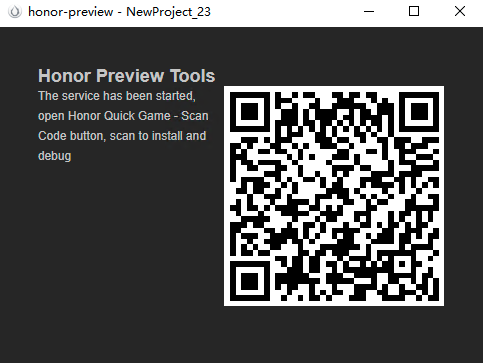 honor-preview - NewProject_23
Honor Preview Tools
The service has been started,
open Honor Quick Game - Scan
Code button, scan to install and
debug